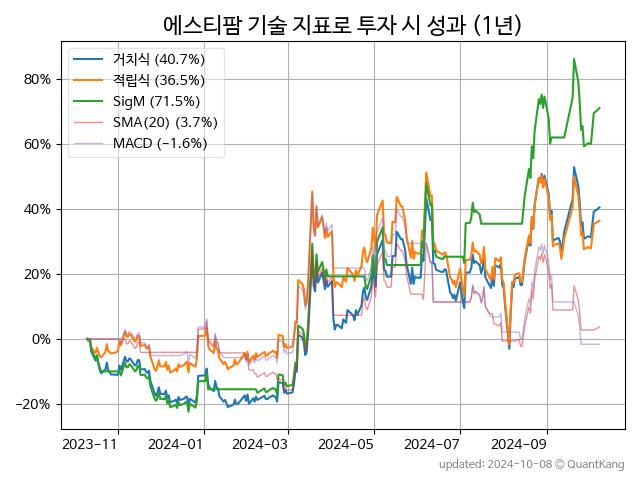 에스티팜 기술 지표로 투자 시 성과 (1년)
거치식 (40.7%)
적립식 (36.5%)
SigM (71.5%)
SMA(20) (3.7%)
MACD (−1.6%)
80%
60%
40%
20%
0%
−20%
2023-11
2024-01
2024-03
2024-05
2024-07
2024-09
updated: 2024-10-08 © QuantKang